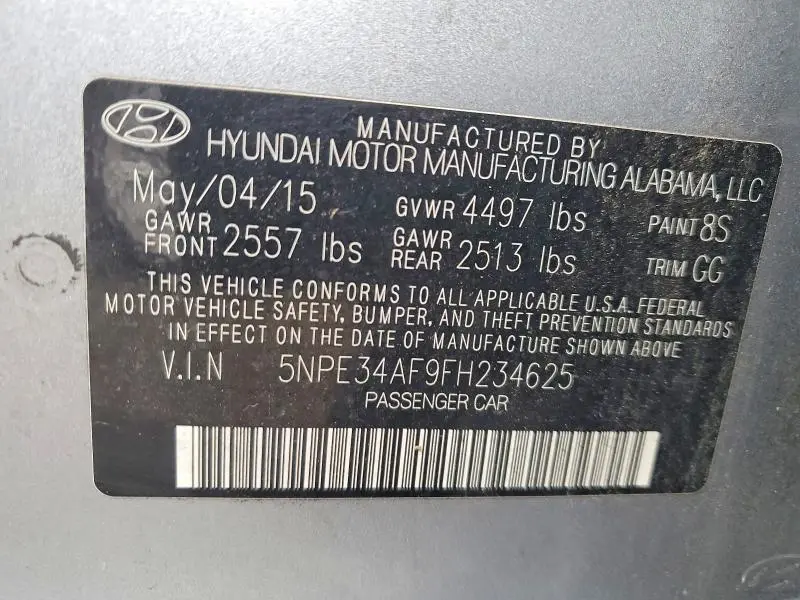 MANUFACTURED BY
HYUNDAI MOTOR MANUFACTURING ALABAMA, LLC
May/04/15 GVWR 4497 lbs PAINT 8S
GAWR FRONT 2557 lbs GAWR REAR 2513 lbs TRIM GG
THIS VEHICLE CONFORMS TO ALL APPLICABLE U.S.A. FEDERAL
MOTOR VEHICLE SAFETY, BUMPER, AND THEFT PREVENTION STANDARDS
IN EFFECT ON THE DATE OF MANUFACTURE SHOWN ABOVE
V.I.N 5NPE34AF9FH234625
PASSENGER CAR